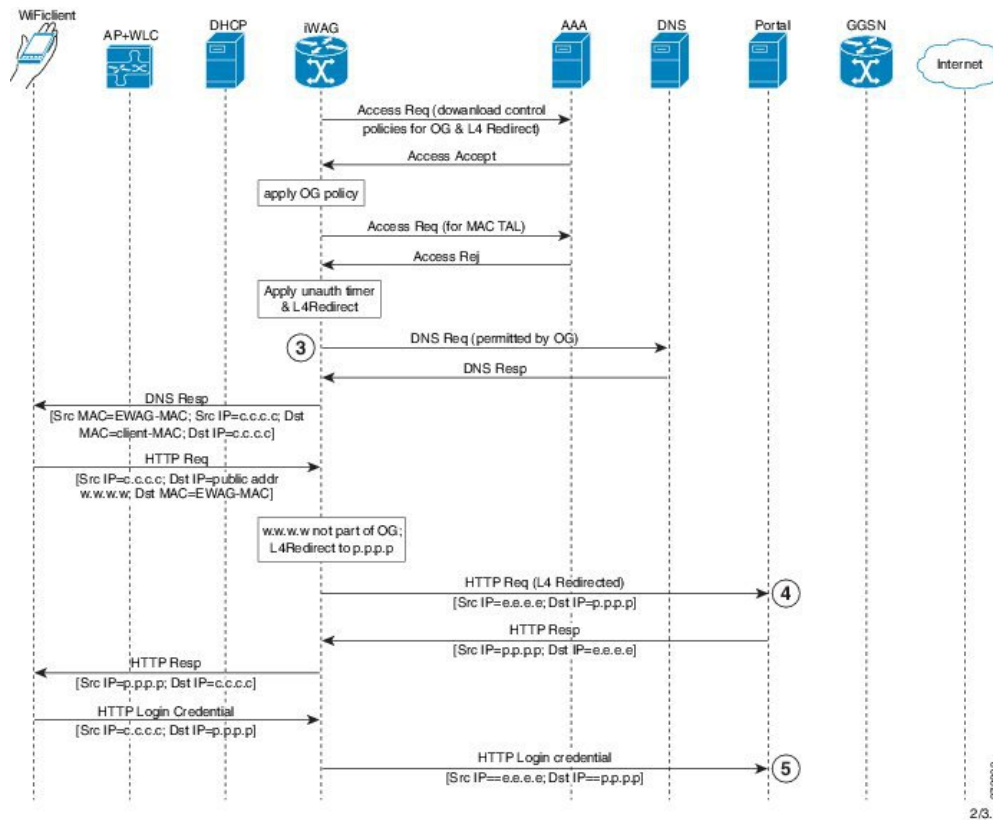 WiFiclient
AP+WLC
DHCP
iWAG
AAA
DNS
Portal
GGSN
Internet
Access Req (dowanload control
policies for OG & L4 Redirect)
Access Accept
apply OG policy
Access Req (for MAC TAL)
Access Rej
Apply unauth timer
& L4Redirect
3
DNS Req (permitted by OG)
DNS Resp
DNS Resp
[Src MAC=EWAG-MAC; Src IP=c.c.c.c; Dst
MAC=client-MAC; Dst IP=c.c.c.c]
HTTP Req
[Src IP=c.c.c.c; Dst IP=public addr
w.w.w.w; Dst MAC=EWAG-MAC]
w.w.w.w not part of OG;
L4Redirect to p.p.p.p
HTTP Req (L4 Redirected)
[Src IP=e.e.e.e; Dst IP=p.p.p.p]
4
HTTP Resp
[Src IP=p.p.p.p; Dst IP=e.e.e.e]
HTTP Resp
[Src IP=p.p.p.p; Dst IP=c.c.c.c]
HTTP Login Credential
[Src IP=c.c.c.c; Dst IP=p.p.p.p]
HTTP Login credential
[Src IP==e.e.e.e; Dst IP==p.p.p.p]
5
2/3.